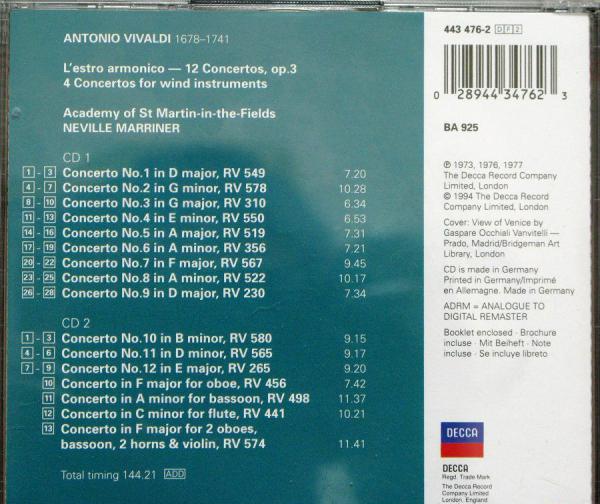 ANTONIO VIVALDI 1678–1741
L'estro armonico — 12 Concertos, op.3
4 Concertos for wind instruments
Academy of St Martin-in-the-Fields
NEVILLE MARRINER
CD 1
1 - 3 Concerto No.1 in D major, RV 549 7.20
4 - 7 Concerto No.2 in G minor, RV 578 10.28
8 - 10 Concerto No.3 in G major, RV 310 6.34
11 - 13 Concerto No.4 in E minor, RV 550 6.53
14 - 16 Concerto No.5 in A major, RV 519 7.31
17 - 19 Concerto No.6 in A minor, RV 356 7.21
20 - 22 Concerto No.7 in F major, RV 567 9.45
23 - 25 Concerto No.8 in A minor, RV 522 10.17
26 - 28 Concerto No.9 in D major, RV 230 7.34
CD 2
1 - 3 Concerto No.10 in B minor, RV 580 9.15
4 - 6 Concerto No.11 in D minor, RV 565 9.17
7 - 9 Concerto No.12 in E major, RV 265 9.20
10 Concerto in F major for oboe, RV 456 7.42
11 Concerto in A minor for bassoon, RV 498 11.37
12 Concerto in C minor for flute, RV 441 10.21
13 Concerto in F major for 2 oboes,
bassoon, 2 horns & violin, RV 574 11.41
Total timing 144.21 ADD
443 476-2 DF2
0 28944 34762 3
BA 925
℗ 1973, 1976, 1977
The Decca Record Company
Limited, London
© 1994 The Decca Record
Company Limited, London
Cover: View of Venice by
Gaspare Occhiali Vanvitelli —
Prado, Madrid/Bridgeman Art
Library, London
CD is made in Germany
Printed in Germany/Imprimé
en Allemagne. Made in Germany
ADRM = ANALOGUE TO
DIGITAL REMASTER
Booklet enclosed · Brochure
incluse · Mit Beiheft · Note
incluse · Se incluye libreto
DECCA
DECCA
Regd. Trade Mark
The Decca Record
Company Limited
London, England